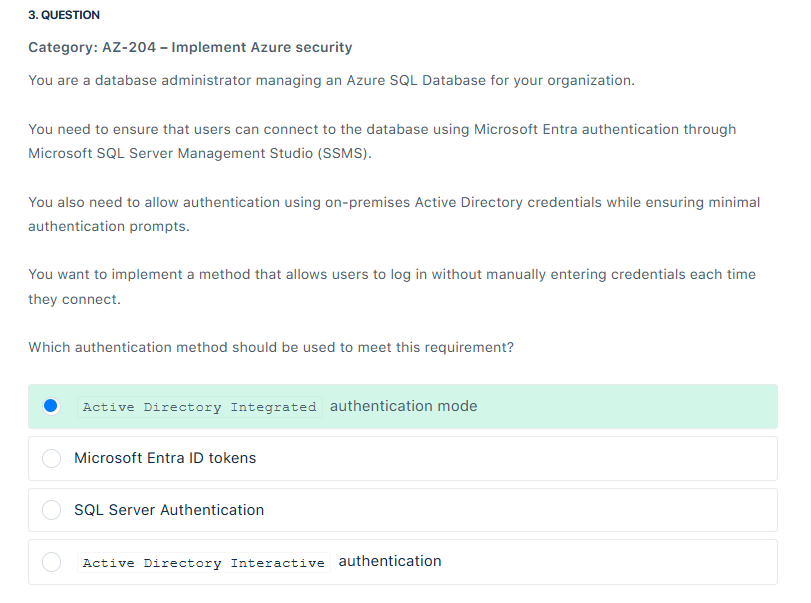 3. QUESTION
Category: AZ-204 – Implement Azure security
You are a database administrator managing an Azure SQL Database for your organization.
You need to ensure that users can connect to the database using Microsoft Entra authentication through
Microsoft SQL Server Management Studio (SSMS).
You also need to allow authentication using on-premises Active Directory credentials while ensuring minimal
authentication prompts.
You want to implement a method that allows users to log in without manually entering credentials each time
they connect.
Which authentication method should be used to meet this requirement?
Active Directory Integrated authentication mode
Microsoft Entra ID tokens
SQL Server Authentication
Active Directory Interactive authentication